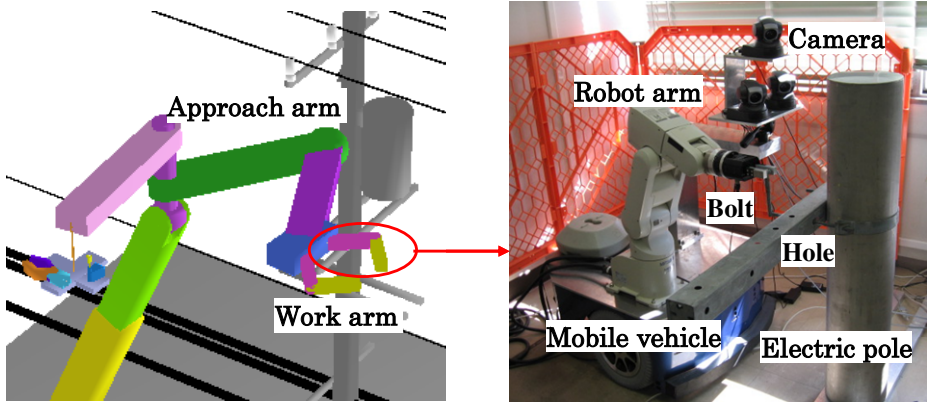 Approach arm
Work arm
Camera
Robot arm
Bolt
Hole
Mobile vehicle
Electric pole